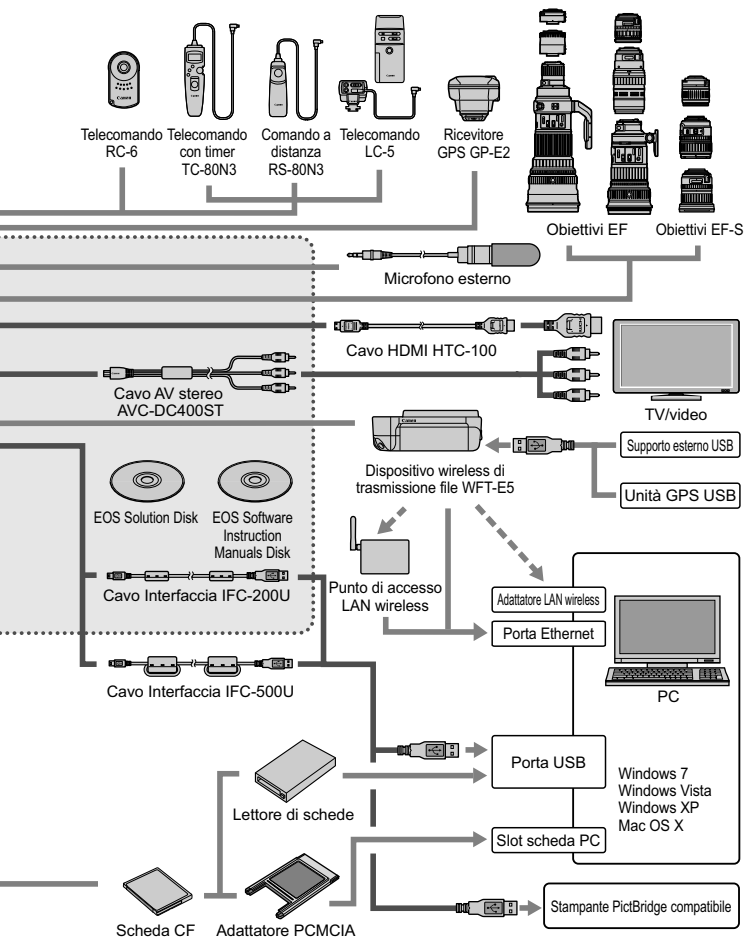 Telecomando
RC-6
Telecomando
con timer
TC-80N3
Comando a
distanza
RS-80N3
Telecomando
LC-5
Ricevitore
GPS GP-E2
Obiettivi EF
Obiettivi EF-S
Microfono esterno
Cavo HDMI HTC-100
Cavo AV stereo
AVC-DC400ST
TV/video
Dispositivo wireless di
trasmissione file WFT-E5
Supporto esterno USB
Unità GPS USB
EOS Solution Disk
EOS Software
Instruction
Manuals Disk
Cavo Interfaccia IFC-200U
Punto di accesso
LAN wireless
Adattatore LAN wireless
Porta Ethernet
PC
Cavo Interfaccia IFC-500U
Porta USB
Windows 7
Windows Vista
Windows XP
Mac OS X
Lettore di schede
Slot scheda PC
Scheda CF
Adattatore PCMCIA
Stampante PictBridge compatibile